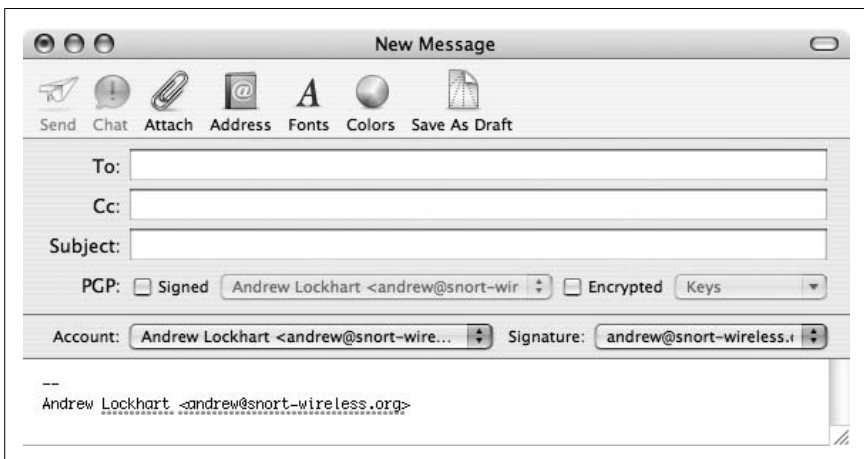 New Message
Send Chat Attach Address Fonts Colors Save As Draft
To:
Cc:
Subject:
PGP: Signed Andrew Lockhart <andrew@snort-wir Encrypted Keys
Account: Andrew Lockhart <andrew@snort-wire... Signature: andrew@snort-wireless.
--
Andrew Lockhart <andrew@snort-wireless.org>